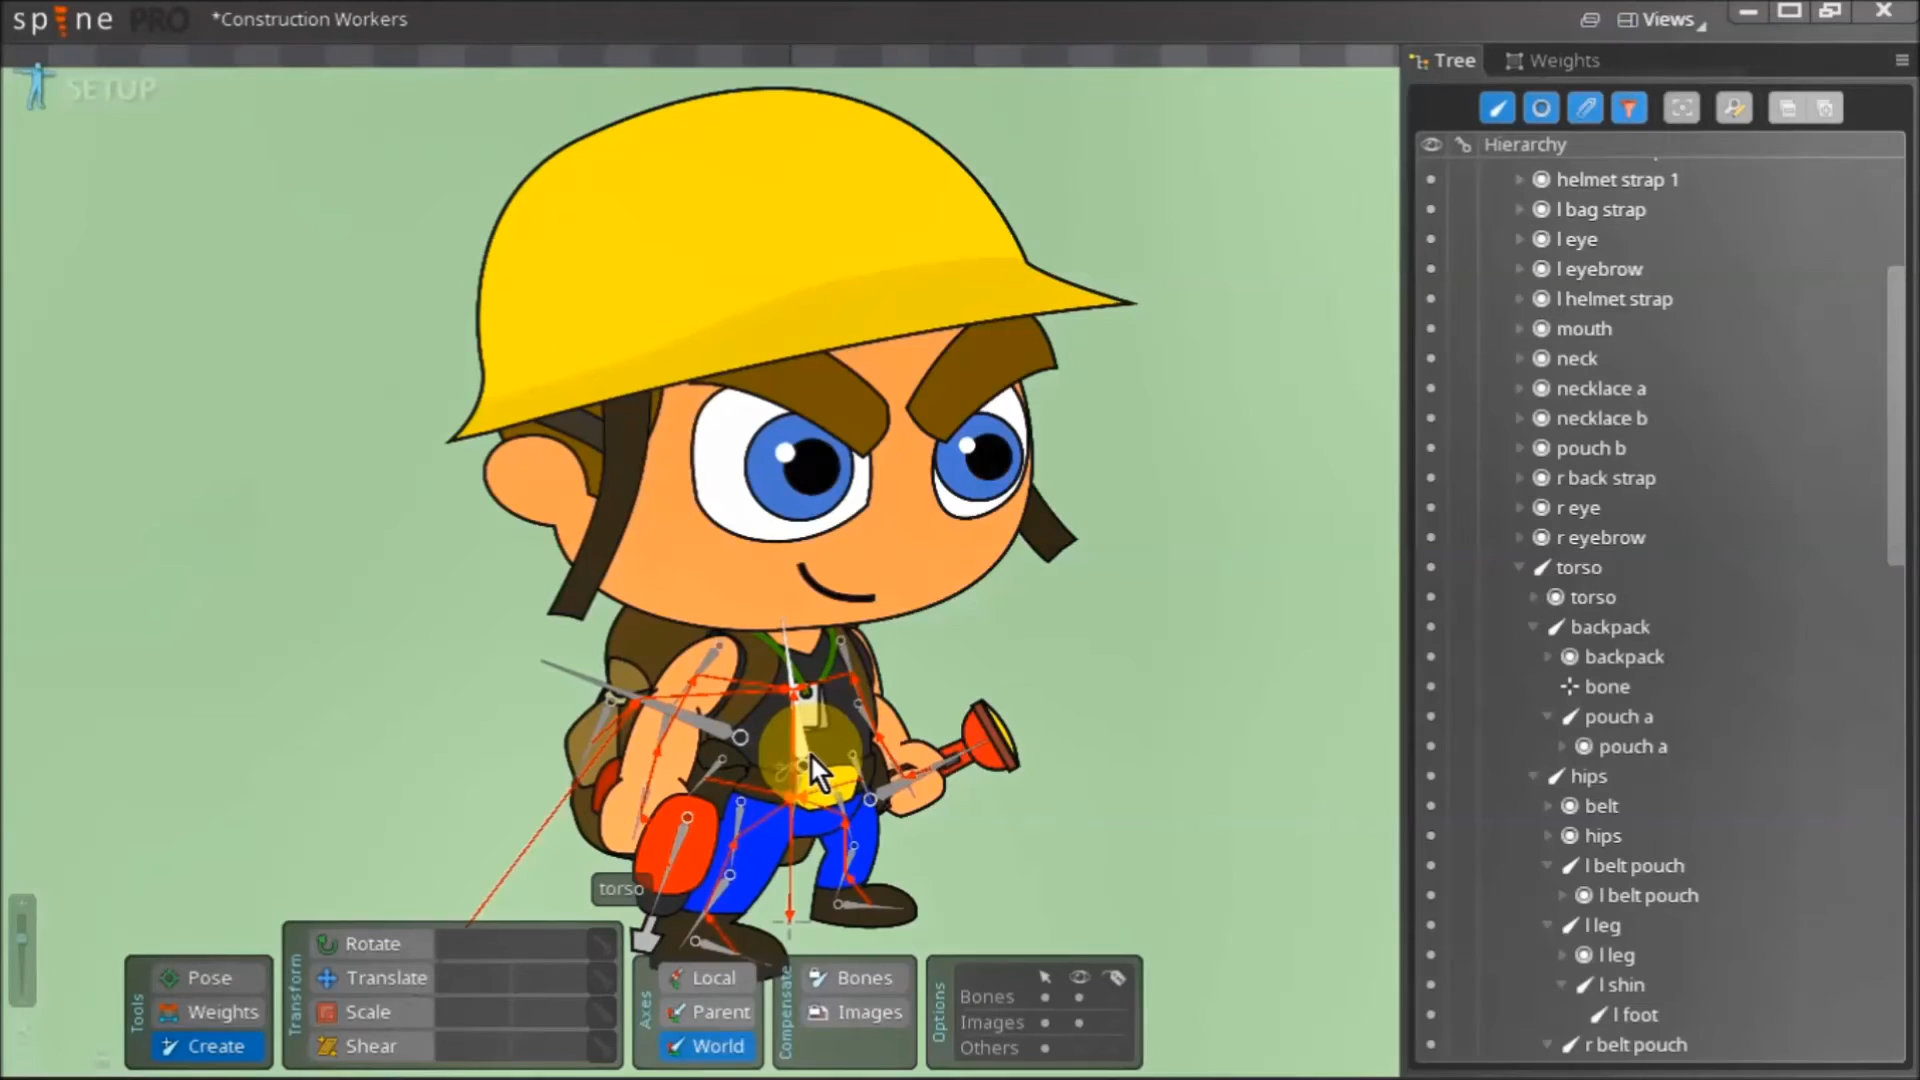 spine PRO *Construction Workers
Views
SETUP
Tree
Weights
Hierarchy
helmet strap 1
l bag strap
l eye
l eyebrow
l helmet strap
mouth
neck
necklace a
necklace b
pouch b
r back strap
r eye
r eyebrow
torso
torso
backpack
backpack
bone
pouch a
pouch a
hips
belt
hips
l belt pouch
l belt pouch
l leg
l leg
l shin
l foot
r belt pouch
torso
Tools
Pose
Weights
Create
Transform
Rotate
Translate
Scale
Shear
Axes
Local
Parent
World
Compensate
Bones
Images
Options
Bones
Images
Others